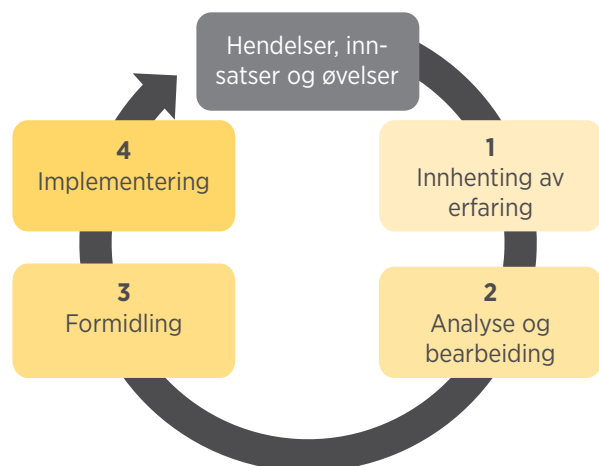 Hendelser, inn-
satser og øvelser
1
Innhenting av
erfaring
2
Analyse og
bearbeiding
3
Formidling
4
Implementering